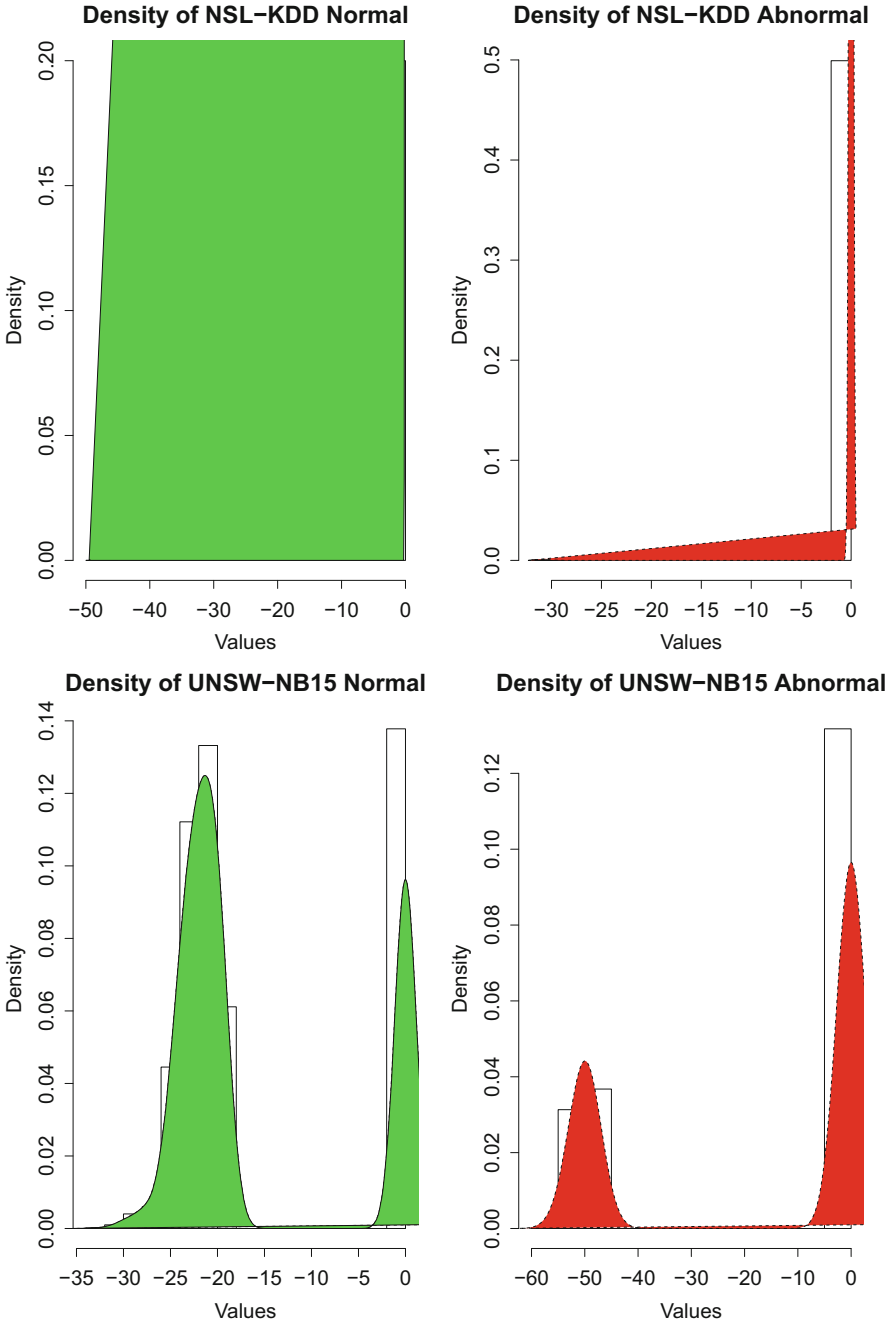 Density of NSL−KDD Normal
Density
0.00 0.05 0.10 0.15 0.20
−50 −40 −30 −20 −10 0
Values
Density of NSL−KDD Abnormal
Density
0.0 0.1 0.2 0.3 0.4 0.5
−30 −25 −20 −15 −10 −5 0
Values
Density of UNSW−NB15 Normal
Density
0.00 0.02 0.04 0.06 0.08 0.10 0.12 0.14
−35 −30 −25 −20 −15 −10 −5 0
Values
Density of UNSW−NB15 Abnormal
Density
0.00 0.02 0.04 0.06 0.08 0.10 0.12
−60 −50 −40 −30 −20 −10 0
Values